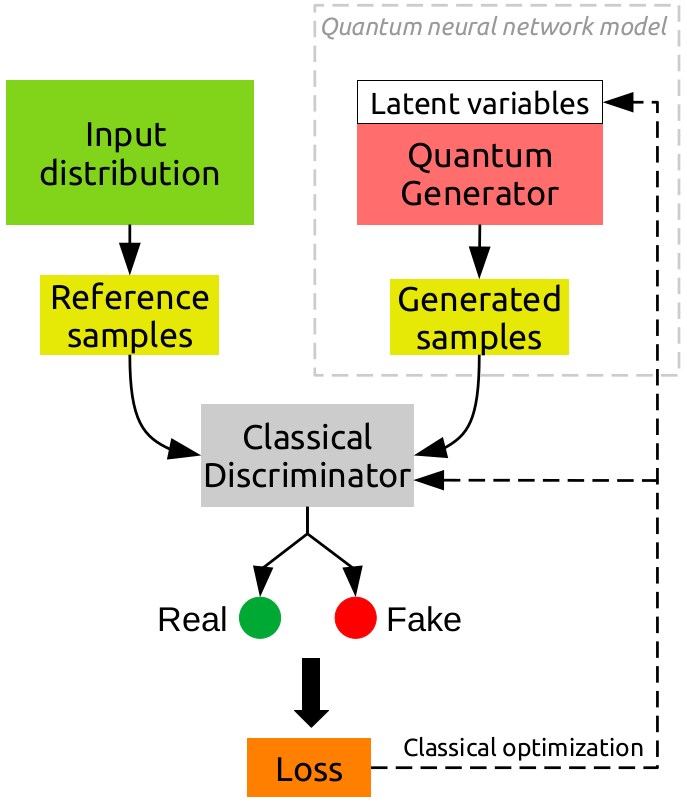 Quantum neural network model
Input
distribution
Latent variables
Quantum
Generator
Reference
samples
Generated
samples
Classical
Discriminator
Real
Fake
Classical optimization
Loss